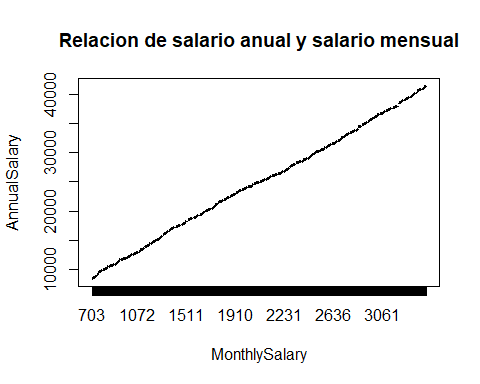 Relacion de salario anual y salario mensual
40000
30000
20000
10000
AnnualSalary
703 1072 1511 1910 2231 2636 3061
MonthlySalary